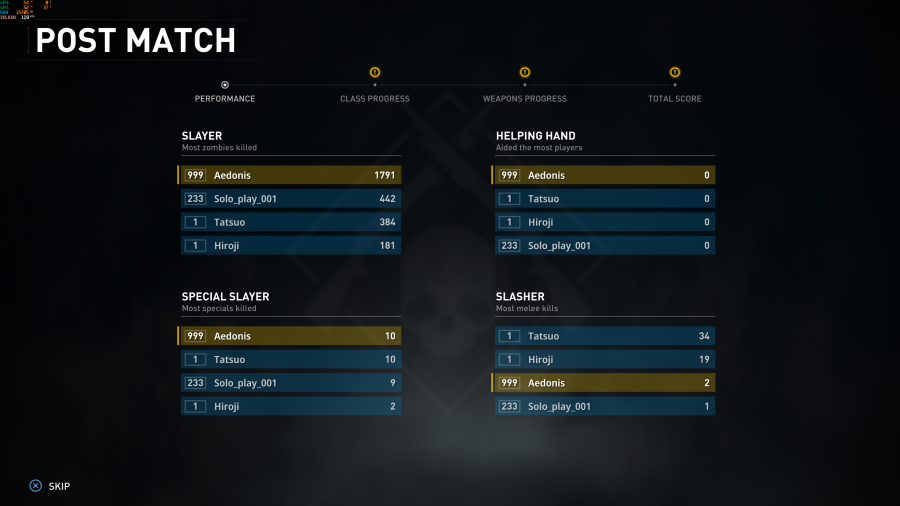 POST MATCH
PERFORMANCE
CLASS PROGRESS
WEAPONS PROGRESS
TOTAL SCORE
SLAYER
Most zombies killed
999 Aedonis 1791
233 Solo_play_001 442
1 Tatsuo 384
1 Hiroji 181
HELPING HAND
Aided the most players
999 Aedonis 0
1 Tatsuo 0
1 Hiroji 0
233 Solo_play_001 0
SPECIAL SLAYER
Most specials killed
999 Aedonis 10
1 Tatsuo 10
233 Solo_play_001 9
1 Hiroji 2
SLASHER
Most melee kills
1 Tatsuo 34
1 Hiroji 19
999 Aedonis 2
233 Solo_play_001 1
SKIP